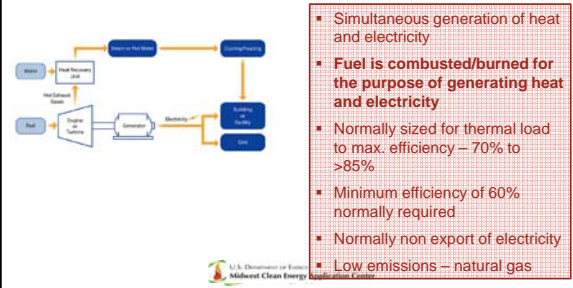 Steam or Hot Water
Cooling/Heating
Water
Heat Recovery
Unit
Hot Exhaust
Gases
Building
or
Facility
Engine
or
Turbine
Electricity
Fuel
Generator
Grid
▪ Simultaneous generation of heat
and electricity
▪ Fuel is combusted/burned for
the purpose of generating heat
and electricity
▪ Normally sized for thermal load
to max. efficiency – 70% to
>85%
▪ Minimum efficiency of 60%
normally required
▪ Normally non export of electricity
▪ Low emissions – natural gas
U.S. DEPARTMENT OF ENERGY
Midwest Clean Energy Application Center